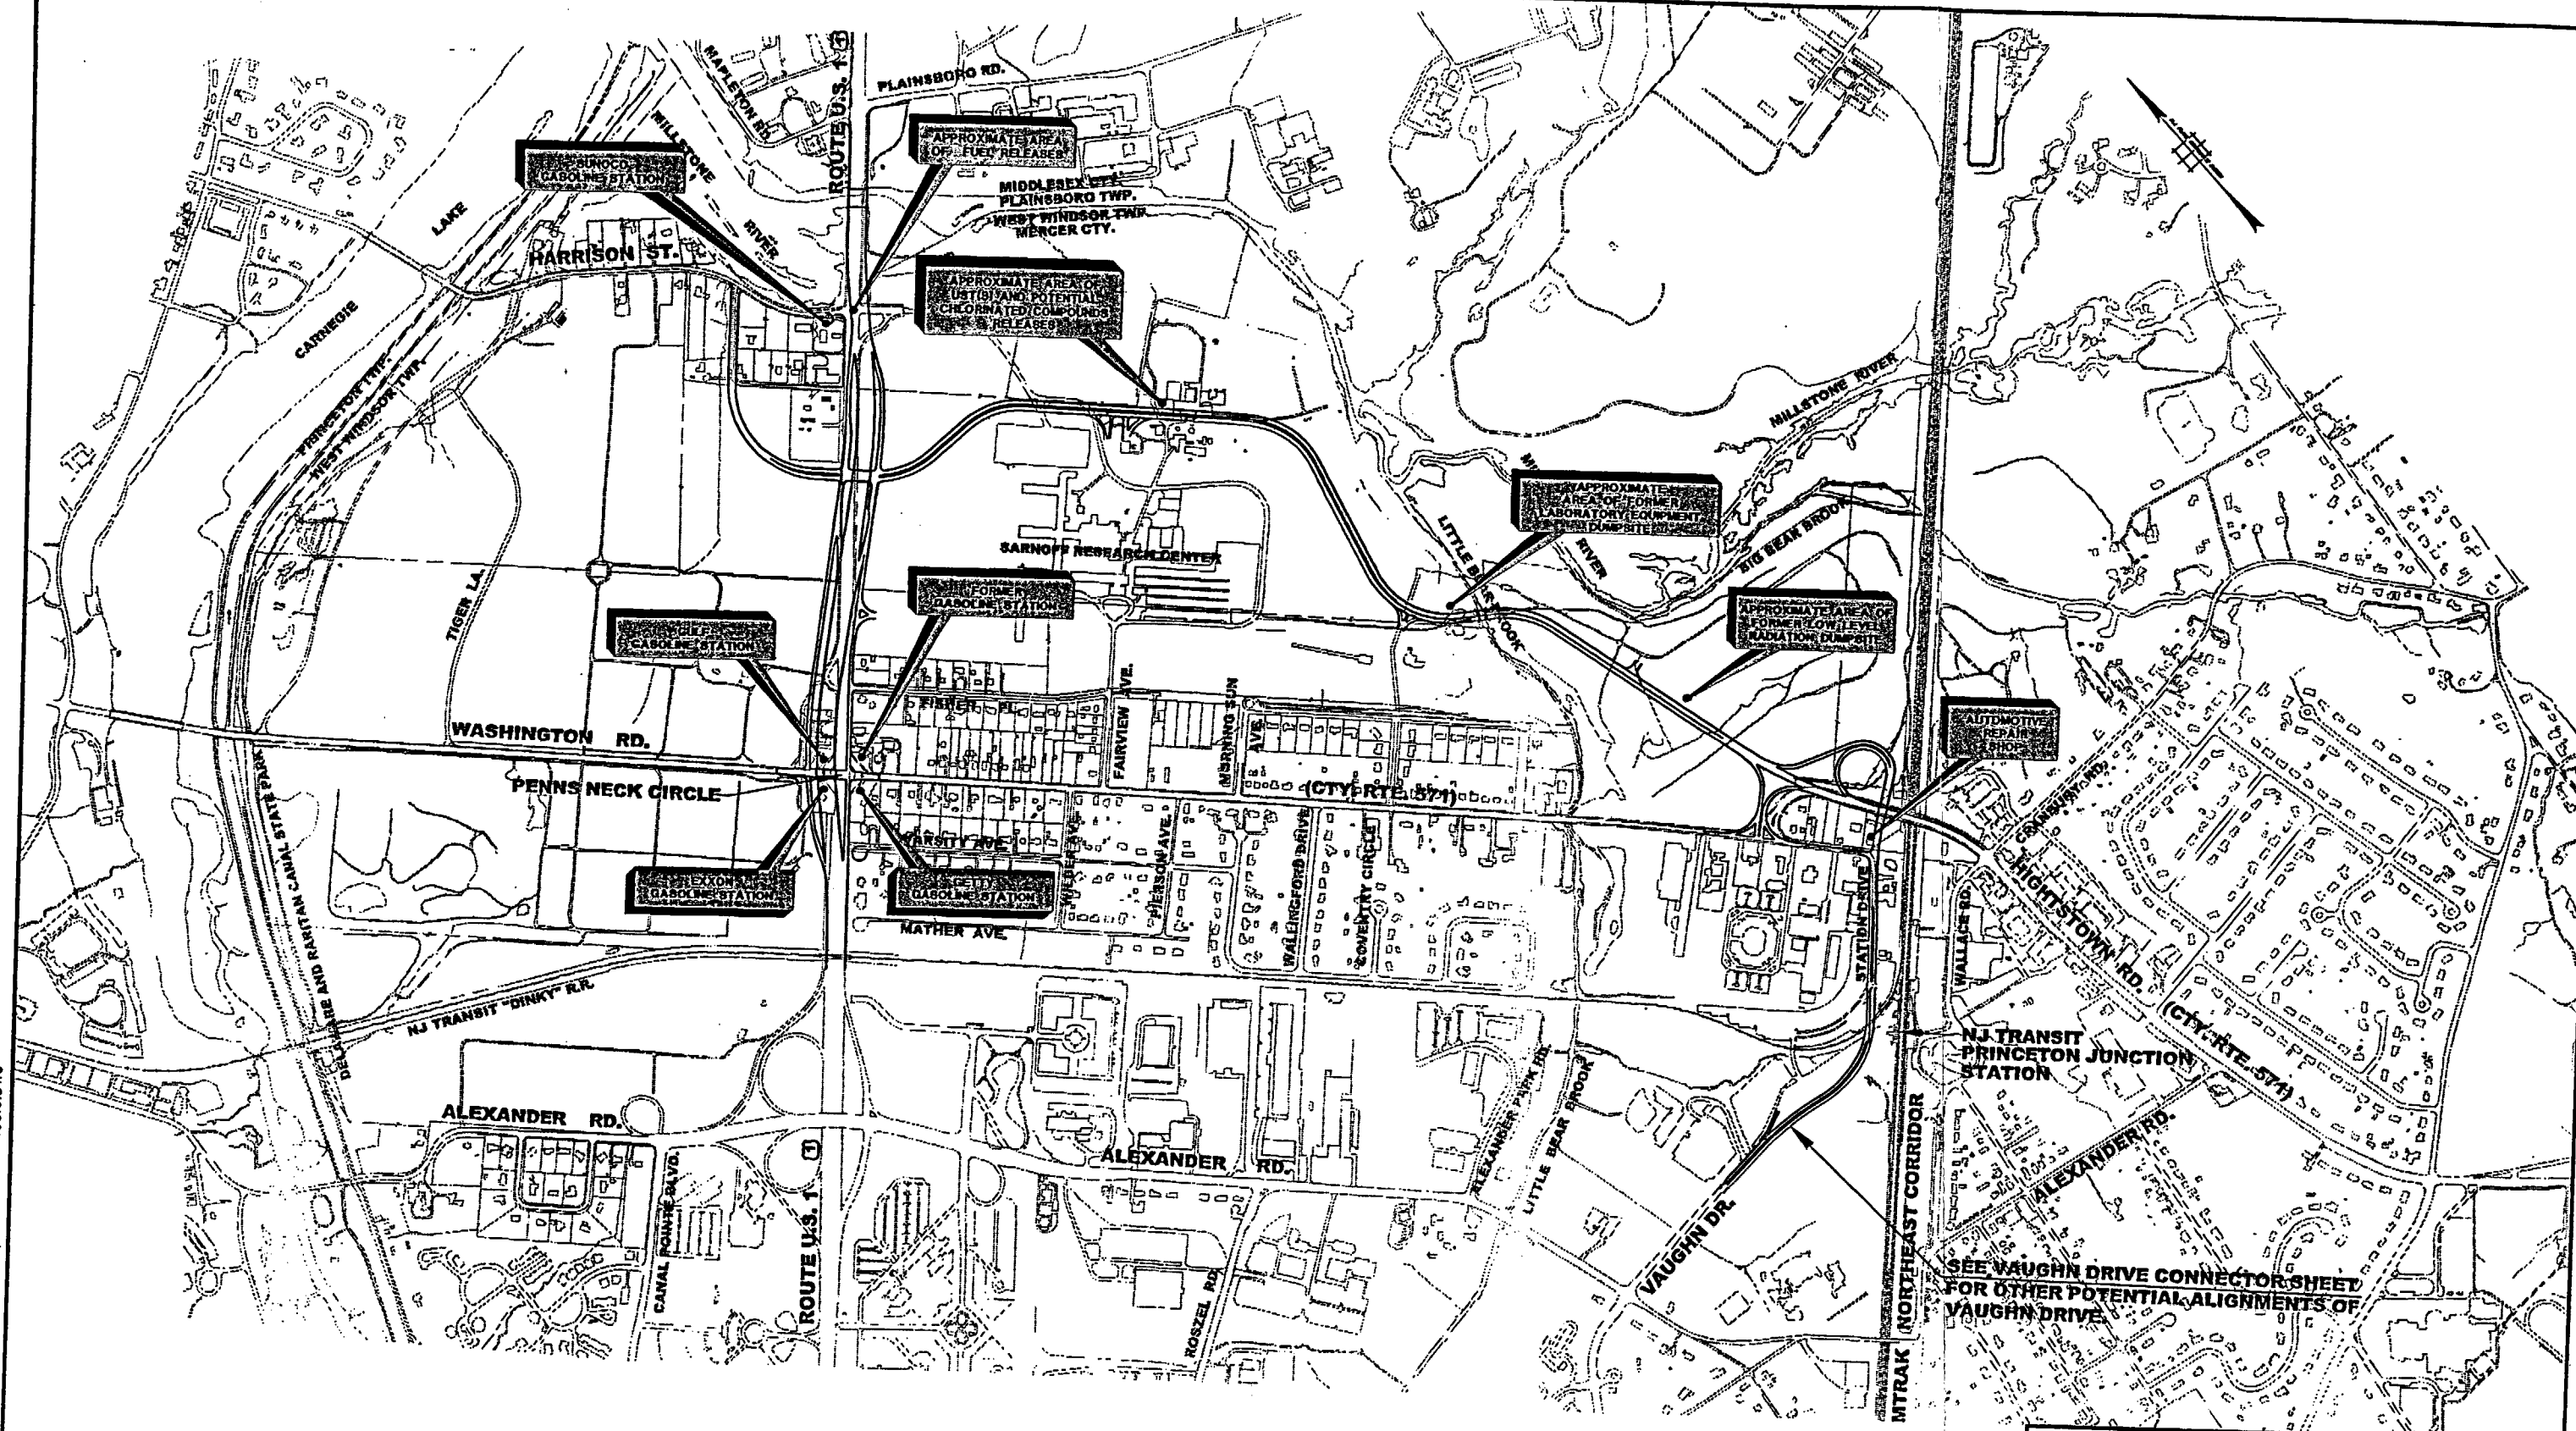 MAPLETON RD.
ROUTE U.S. 1
1
PLAINSBORO RD.
MILLSTONE
RIVER
SUNOCO
GASOLINE STATION
APPROXIMATE AREA
OF FUEL RELEASES
MIDDLESEX CTY.
PLAINSBORO TWP.
WEST WINDSOR TWP.
MERCER CTY.
LAKE
CARNEGIE
HARRISON ST.
APPROXIMATE AREA OF
UST(S) AND POTENTIAL
CHLORINATED COMPOUNDS
RELEASES
PRINCETON TWP.
WEST WINDSOR TWP.
MILLSTONE RIVER
APPROXIMATE
AREA OF FORMER
LABORATORY EQUIPMENT
DUMPSITE
RIVER
BIG BEAR BROOK
LITTLE BEAR BROOK
SARNOFF RESEARCH CENTER
TIGER LA.
FORMER
GASOLINE STATION
GULF
GASOLINE STATION
APPROXIMATE AREA OF
FORMER LOW LEVEL
RADIATION DUMPSITE
FISHER PL.
FAIRVIEW AVE.
MORNING SUN
AVE.
AUTOMOTIVE
REPAIR
SHOP
WASHINGTON RD.
PENNS NECK CIRCLE
(CTY. RTE. 571)
CRANBURY RD.
VARSITY AVE.
WILDER AVE.
PIERSON AVE.
WALLINGFORD DRIVE
COVENTRY CIRCLE
EXXON
GASOLINE STATION
GETTY
GASOLINE STATION
MATHER AVE.
STATION DRIVE
WALLACE RD.
HIGHTSTOWN RD.
(CTY. RTE. 571)
DELAWARE AND RARITAN CANAL STATE PARK
NJ TRANSIT "DINKY" R.R.
NJ TRANSIT
PRINCETON JUNCTION
STATION
ALEXANDER RD.
ALEXANDER RD.
ALEXANDER PARK RD.
LITTLE BEAR BROOK
ALEXANDER RD.
CANAL POINTE BLVD.
ROUTE U.S. 1
1
ROSZEL RD.
VAUGHN DR.
MTRAK NORTHEAST CORRIDOR
SEE VAUGHN DRIVE CONNECTOR SHEET
FOR OTHER POTENTIAL ALIGNMENTS OF
VAUGHN DRIVE.